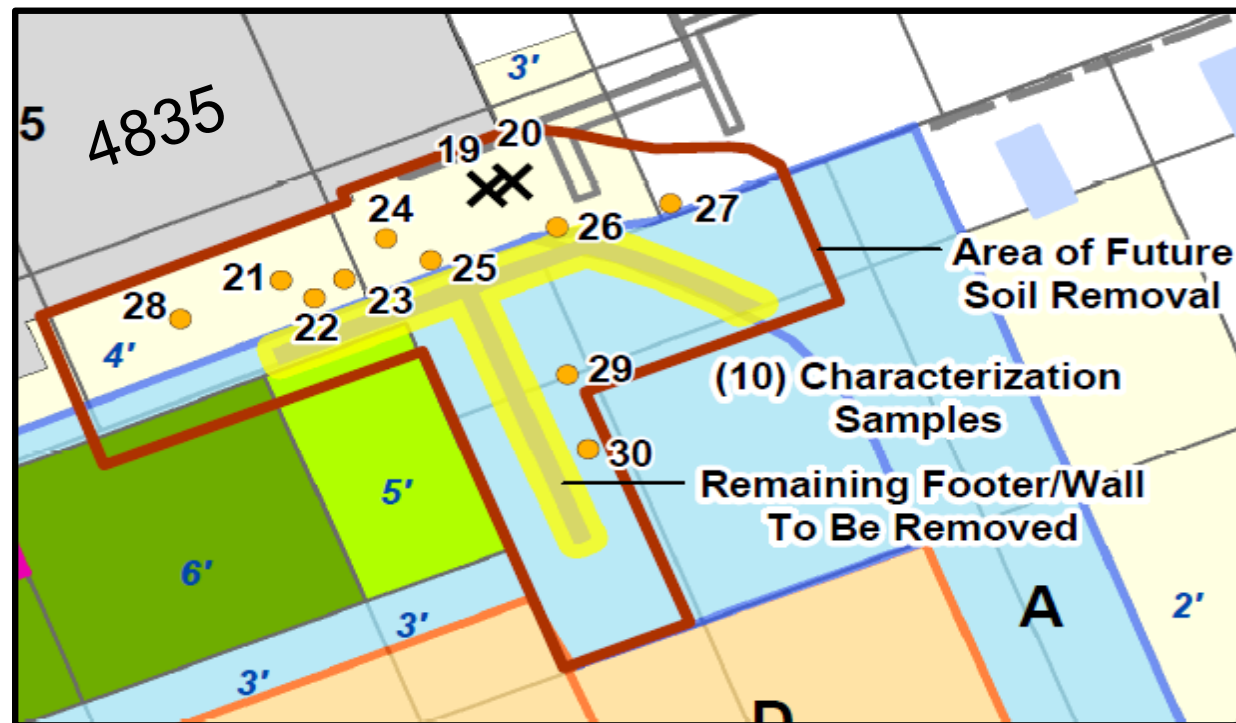 3'
5
4835
20
19
24
27
26
25
21
23
28
22
4'
Area of Future
Soil Removal
29
(10) Characterization
Samples
30
Remaining Footer/Wall
To Be Removed
5'
6'
A
2'
3'
3'
D